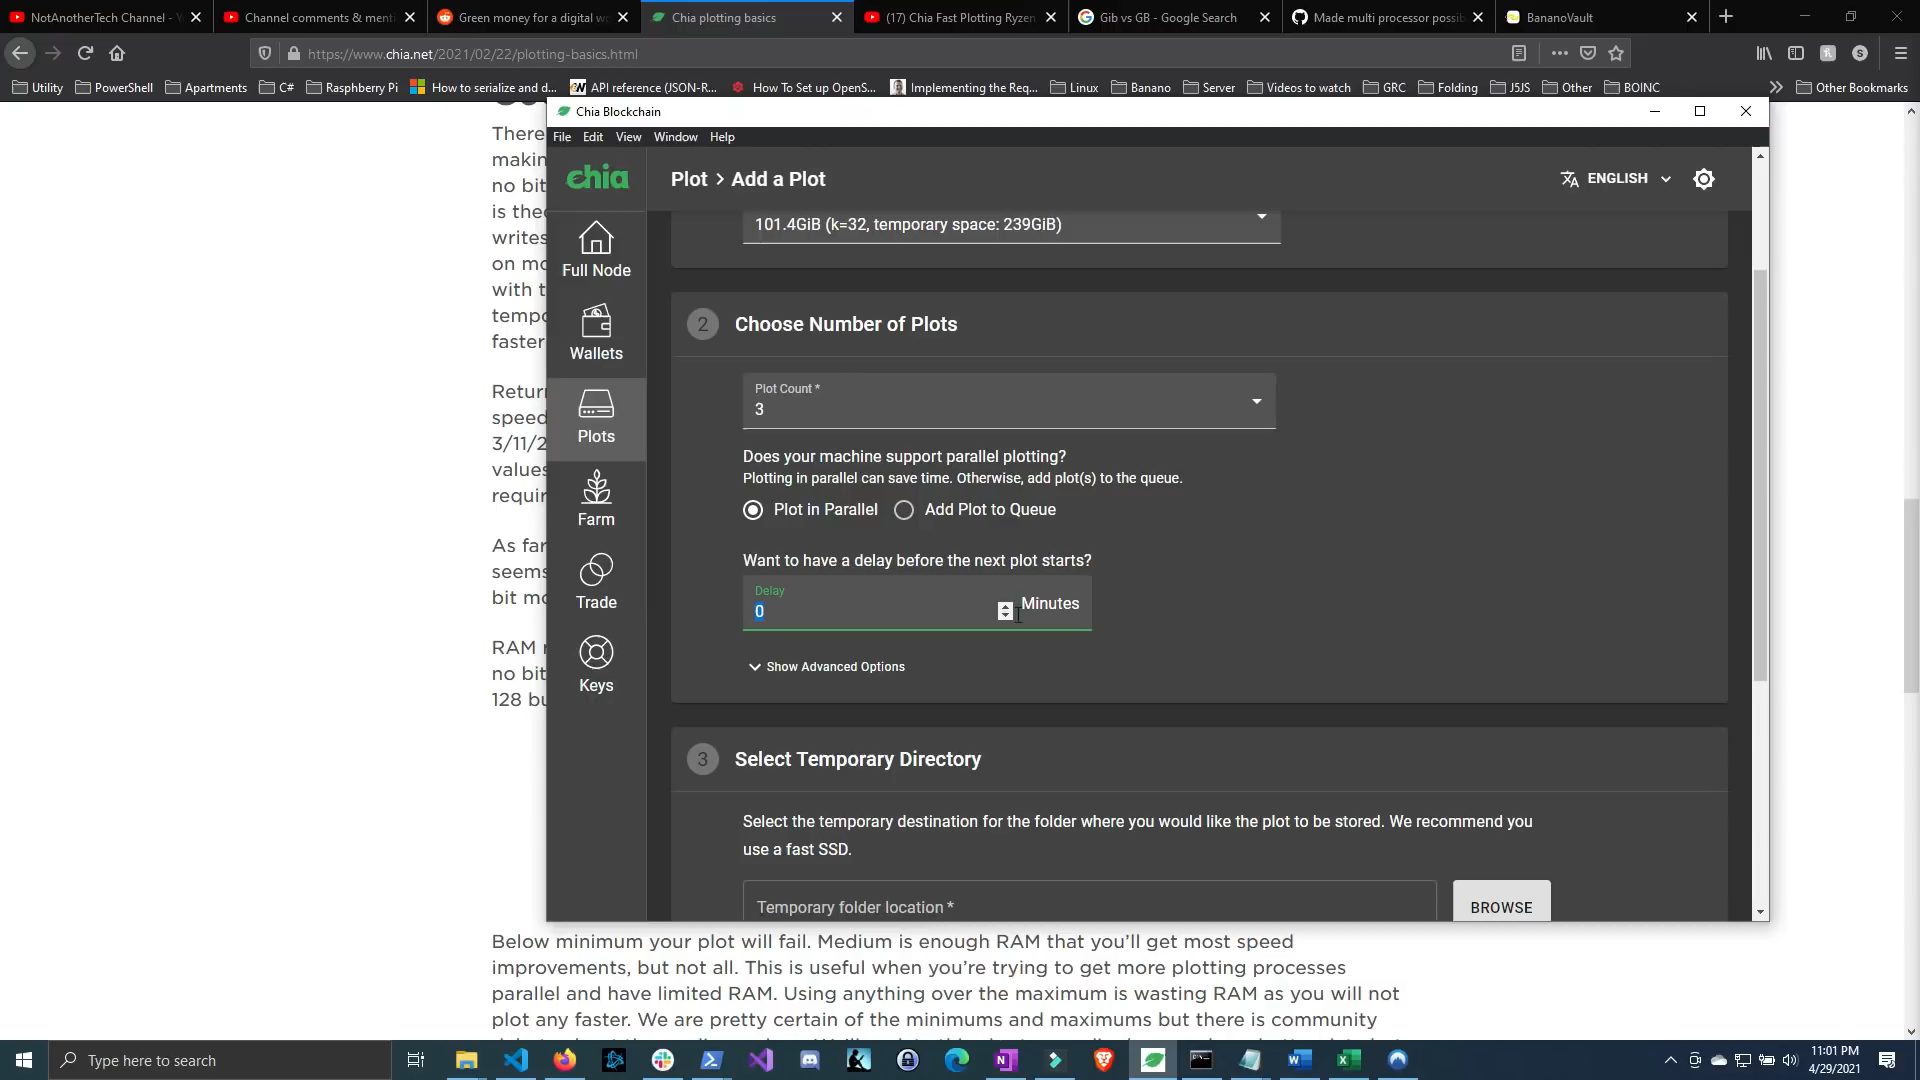 NotAnotherTech Channel - Y
Channel comments & menti
Green money for a digital wo
Chia plotting basics
(17) Chia Fast Plotting Ryzen
Gib vs GB - Google Search
Made multi processor possib
BananoVault
https://www.chia.net/2021/02/22/plotting-basics.html
Utility
PowerShell
Apartments
C#
Raspberry Pi
How to serialize and d...
API reference (JSON-R...
How To Set up OpenS...
Implementing the Req...
Linux
Banano
Server
Videos to watch
GRC
Folding
J5JS
Other
BOINC
Other Bookmarks
Chia Blockchain
File Edit View Window Help
chia
Plot > Add a Plot
ENGLISH
Full Node
Wallets
Plots
Farm
Trade
Keys
101.4GiB (k=32, temporary space: 239GiB)
2 Choose Number of Plots
Plot Count *
3
Does your machine support parallel plotting?
Plotting in parallel can save time. Otherwise, add plot(s) to the queue.
Plot in Parallel Add Plot to Queue
Want to have a delay before the next plot starts?
Delay
0 Minutes
Show Advanced Options
3 Select Temporary Directory
Select the temporary destination for the folder where you would like the plot to be stored. We recommend you
use a fast SSD.
Temporary folder location *
BROWSE
There
makin
no bit
is theo
writes
on mo
with t
tempo
faster
Return
speed
3/11/2
values
requir
As far
seems
bit mo
RAM r
no bit
128 bu
Below minimum your plot will fail. Medium is enough RAM that you’ll get most speed
improvements, but not all. This is useful when you’re trying to get more plotting processes
parallel and have limited RAM. Using anything over the maximum is wasting RAM as you will not
plot any faster. We are pretty certain of the minimums and maximums but there is community
Type here to search
11:01 PM
4/29/2021